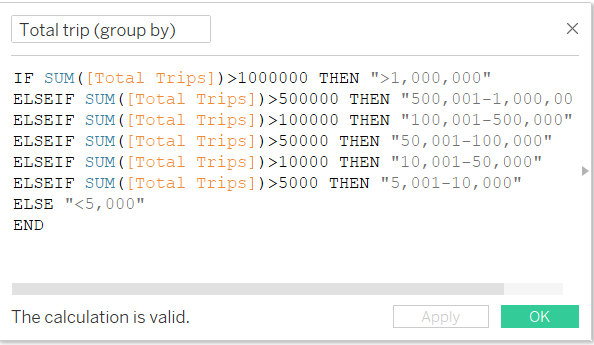 Total trip (group by)
IF SUM([Total Trips])>1000000 THEN ">1,000,000"
ELSEIF SUM([Total Trips])>500000 THEN "500,001-1,000,00
ELSEIF SUM([Total Trips])>100000 THEN "100,001-500,000"
ELSEIF SUM([Total Trips])>50000 THEN "50,001-100,000"
ELSEIF SUM([Total Trips])>10000 THEN "10,001-50,000"
ELSEIF SUM([Total Trips])>5000 THEN "5,001-10,000"
ELSE "<5,000"
END
The calculation is valid.
Apply
OK